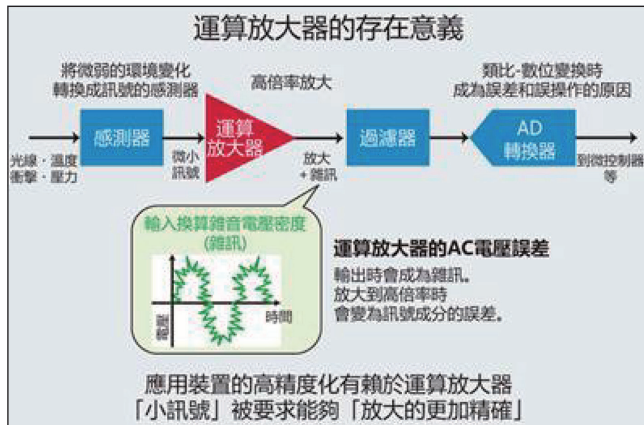 運算放大器的存在意義
將微弱的環境變化
轉換成訊號的感測器
高倍率放大
類比-數位變換時
成為誤差和誤操作的原因
光線・溫度
衝擊・壓力
感測器
微小
訊號
運算
放大器
放大
+ 雜訊
過濾器
AD
轉換器
到微控制器
等
輸入換算雜音電壓密度
(雜訊)
電壓
時間
運算放大器的AC電壓誤差
輸出時會成為雜訊。
放大到高倍率時
會變為訊號成分的誤差。
應用裝置的高精度化有賴於運算放大器
「小訊號」被要求能夠「放大的更加精確」